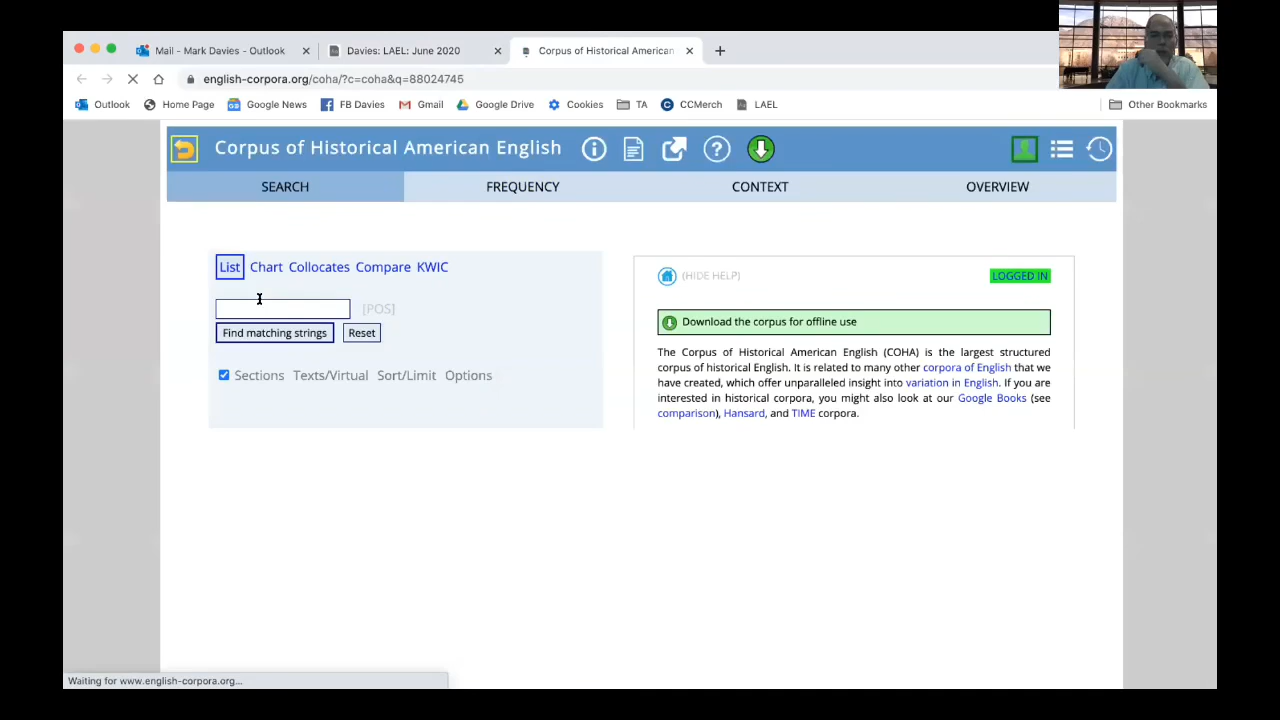 Mail - Mark Davies - Outlook
Davies: LAEL: June 2020
Corpus of Historical American
english-corpora.org/coha/?c=coha&q=88024745
Outlook
Home Page
Google News
FB Davies
Gmail
Google Drive
Cookies
TA
CCMerch
LAEL
Other Bookmarks
Corpus of Historical American English
SEARCH
FREQUENCY
CONTEXT
OVERVIEW
List Chart Collocates Compare KWIC
[POS]
Find matching strings
Reset
Sections Texts/Virtual Sort/Limit Options
(HIDE HELP)
LOGGED IN
Download the corpus for offline use
The Corpus of Historical American English (COHA) is the largest structured
corpus of historical English. It is related to many other corpora of English that we
have created, which offer unparalleled insight into variation in English. If you are
interested in historical corpora, you might also look at our Google Books (see
comparison), Hansard, and TIME corpora.
Waiting for www.english-corpora.org...